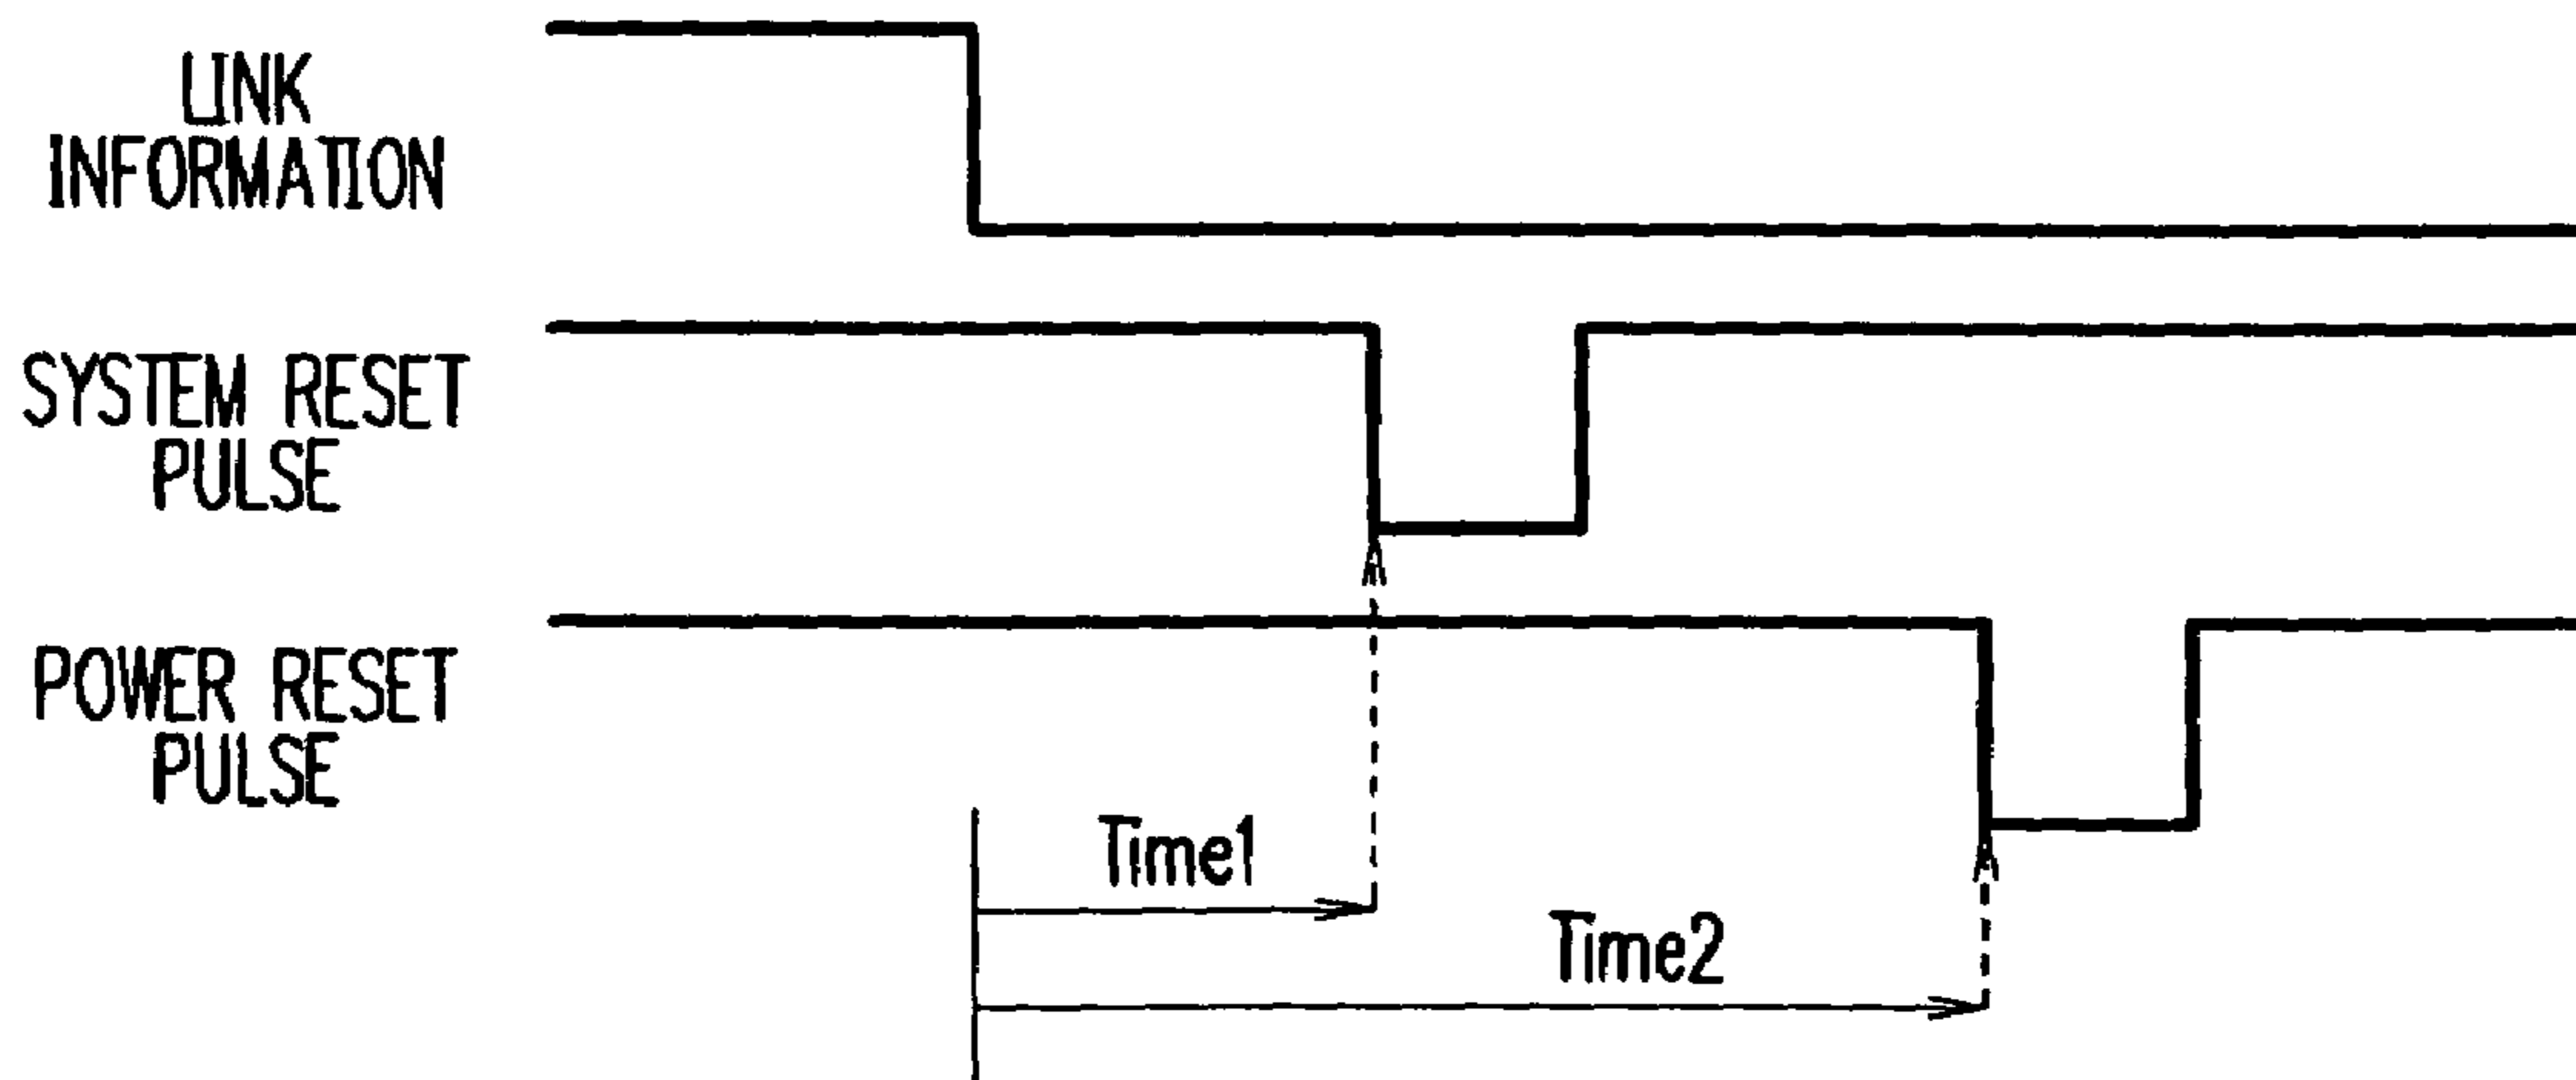 LINK
INFORMATION
SYSTEM RESET
PULSE
POWER RESET
PULSE
Time1
Time2